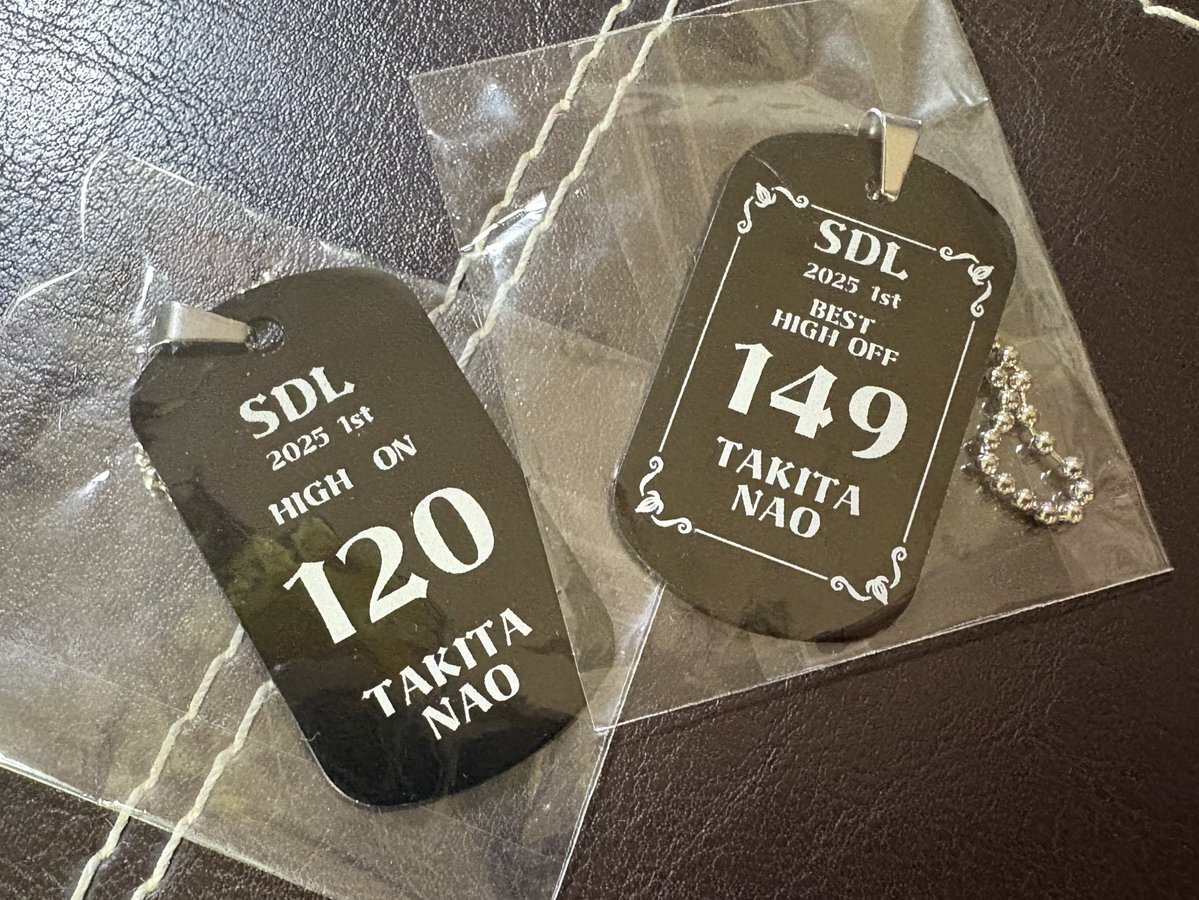 SDL
2025 1st
HIGH ON
120
TAKITA
NAO
SDL
2025 1st
BEST
HIGH OFF
149
TAKITA
NAO